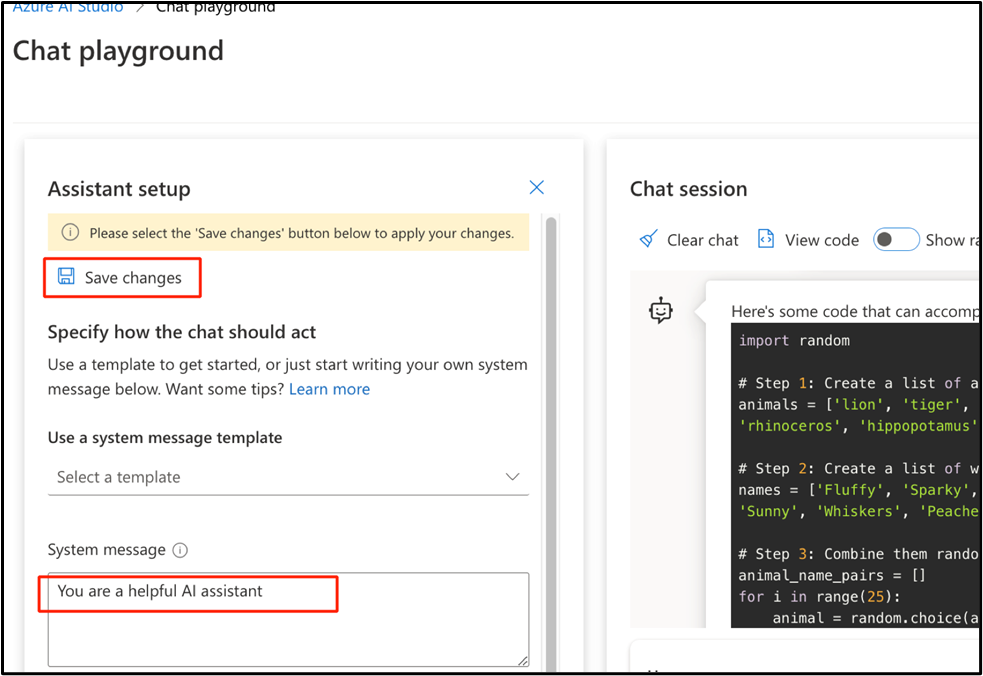 Azure AI Studio > Chat playground
Chat playground
Assistant setup
Please select the 'Save changes' button below to apply your changes.
Save changes
Specify how the chat should act
Use a template to get started, or just start writing your own system
message below. Want some tips? Learn more
Use a system message template
Select a template
System message
You are a helpful AI assistant
Chat session
Clear chat
View code
Show ra
Here's some code that can accomp
import random
# Step 1: Create a list of a
animals = ['lion', 'tiger',
'rhinoceros', 'hippopotamus'
# Step 2: Create a list of w
names = ['Fluffy', 'Sparky',
'Sunny', 'Whiskers', 'Peache
# Step 3: Combine them rando
animal_name_pairs = []
for i in range(25):
    animal = random.choice(a